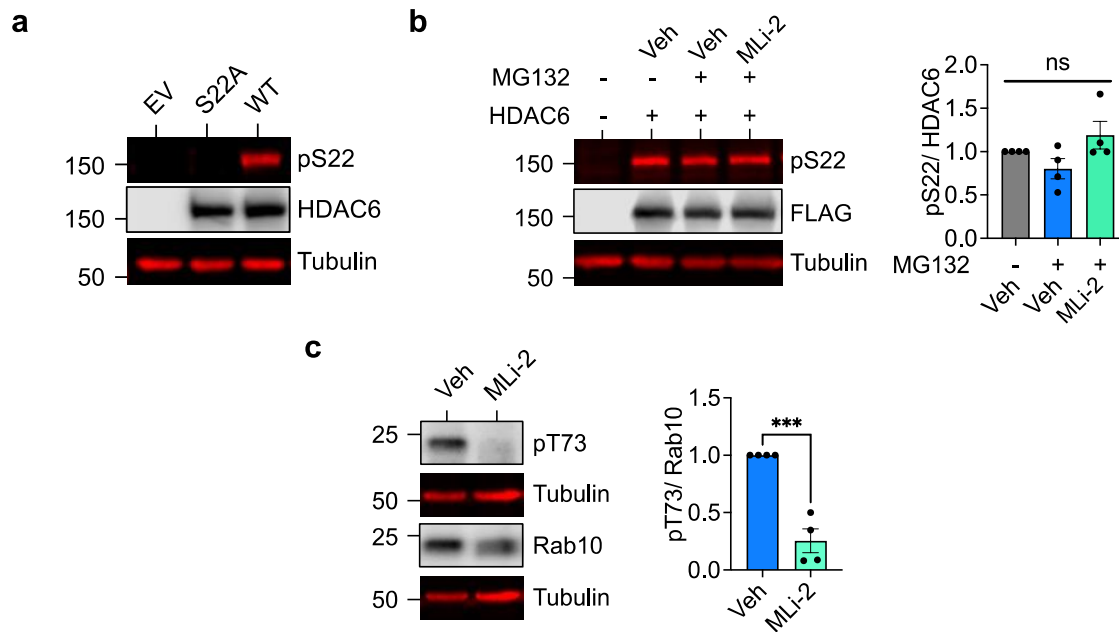 a
EV
S22A
WT
150
pS22
150
HDAC6
50
Tubulin
b
Veh
Veh
MLi-2
MG132 - - + +
HDAC6 - + + +
150
pS22
150
FLAG
50
Tubulin
ns
pS22/ HDAC6
2.0
1.5
1.0
0.5
0.0
MG132 - + +
Veh
Veh
MLi-2
c
Veh
MLi-2
25
pT73
50
Tubulin
25
Rab10
50
Tubulin
***
pT73/ Rab10
1.5
1.0
0.5
0.0
Veh
MLi-2